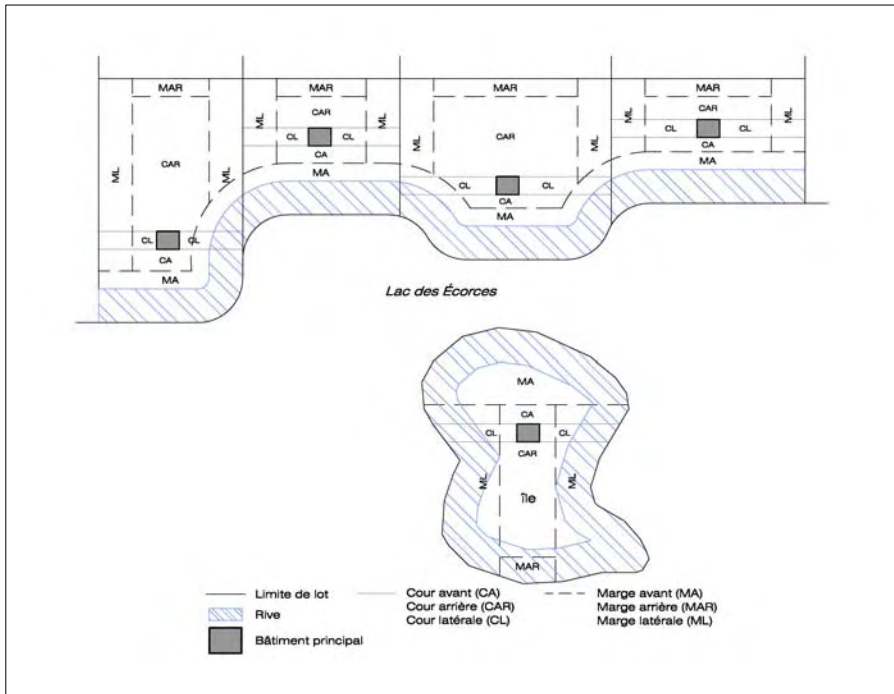 MAR MAR MAR MAR
ML ML ML ML ML ML ML ML
CAR CAR CAR CAR
CL CL CL CL
CA CA
MA MA
CL CL
CA
MA
CL CL
CA
MA
Lac des Écorces
MA
CA
CL CL
CAR
ML ML
île
MAR
Limite de lot
Rive
Bâtiment principal
Cour avant (CA)
Cour arrière (CAR)
Cour latérale (CL)
Marge avant (MA)
Marge arrière (MAR)
Marge latérale (ML)